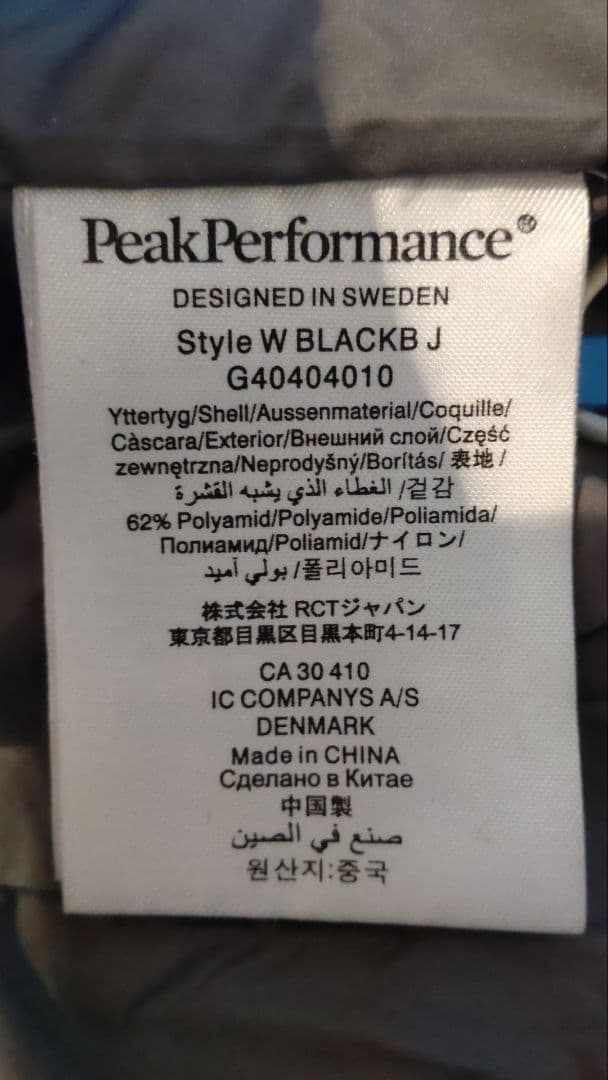 PeakPerformance®
DESIGNED IN SWEDEN
Style W BLACKB J
G40404010
Yttertyg/Shell/Aussenmaterial/Coquille/
Càscara/Exterior/Внешний слой/Część
zewnętrzna/Neprodyšný/Borítás/ 表地 /
الغطاء الذي يشبه القشرة /겉감
62% Polyamid/Polyamide/Poliamida/
Полиамид/Poliamid/ナイロン/
بولي آميد /폴리아미드
株式会社 RCTジャパン
東京都目黒区目黒本町4-14-17
CA 30 410
IC COMPANYS A/S
DENMARK
Made in CHINA
Сделано в Китае
中国製
صنع في الصين
원산지:중국